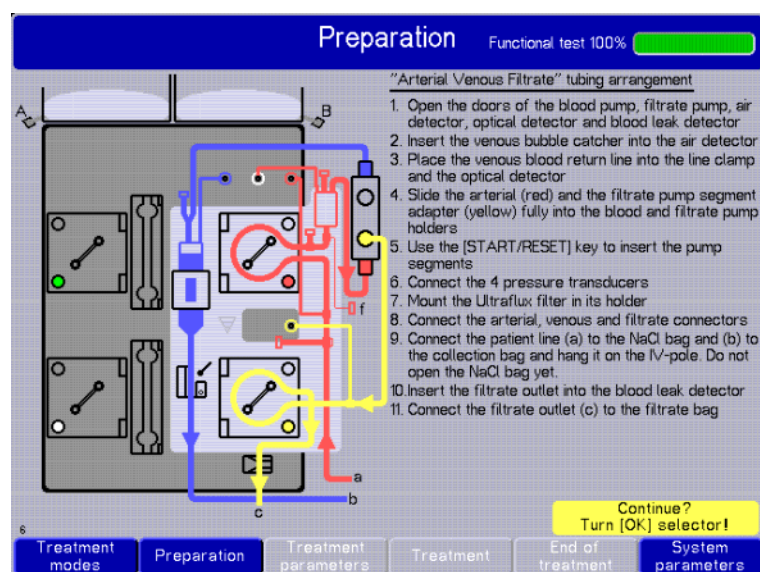 Preparation
Functional test 100%
"Arterial Venous Filtrate" tubing arrangement
1. Open the doors of the blood pump, filtrate pump, air
detector, optical detector and blood leak detector
2. Insert the venous bubble catcher into the air detector
3. Place the venous blood return line into the line clamp
and the optical detector
4. Slide the arterial (red) and the filtrate pump segment
adapter (yellow) fully into the blood and filtrate pump
holders
5. Use the [START/RESET] key to insert the pump
segments
6. Connect the 4 pressure transducers
7. Mount the Ultraflux filter in its holder
8. Connect the arterial, venous and filtrate connectors
9. Connect the patient line (a) to the NaCl bag and (b) to
the collection bag and hang it on the IV-pole. Do not
open the NaCl bag yet.
10.Insert the filtrate outlet into the blood leak detector
11. Connect the filtrate outlet (c) to the filtrate bag
A
B
f
a
b
c
Continue?
Turn [OK] selector!
6
Treatment
modes
Preparation
Treatment
parameters
Treatment
End of
treatment
System
parameters